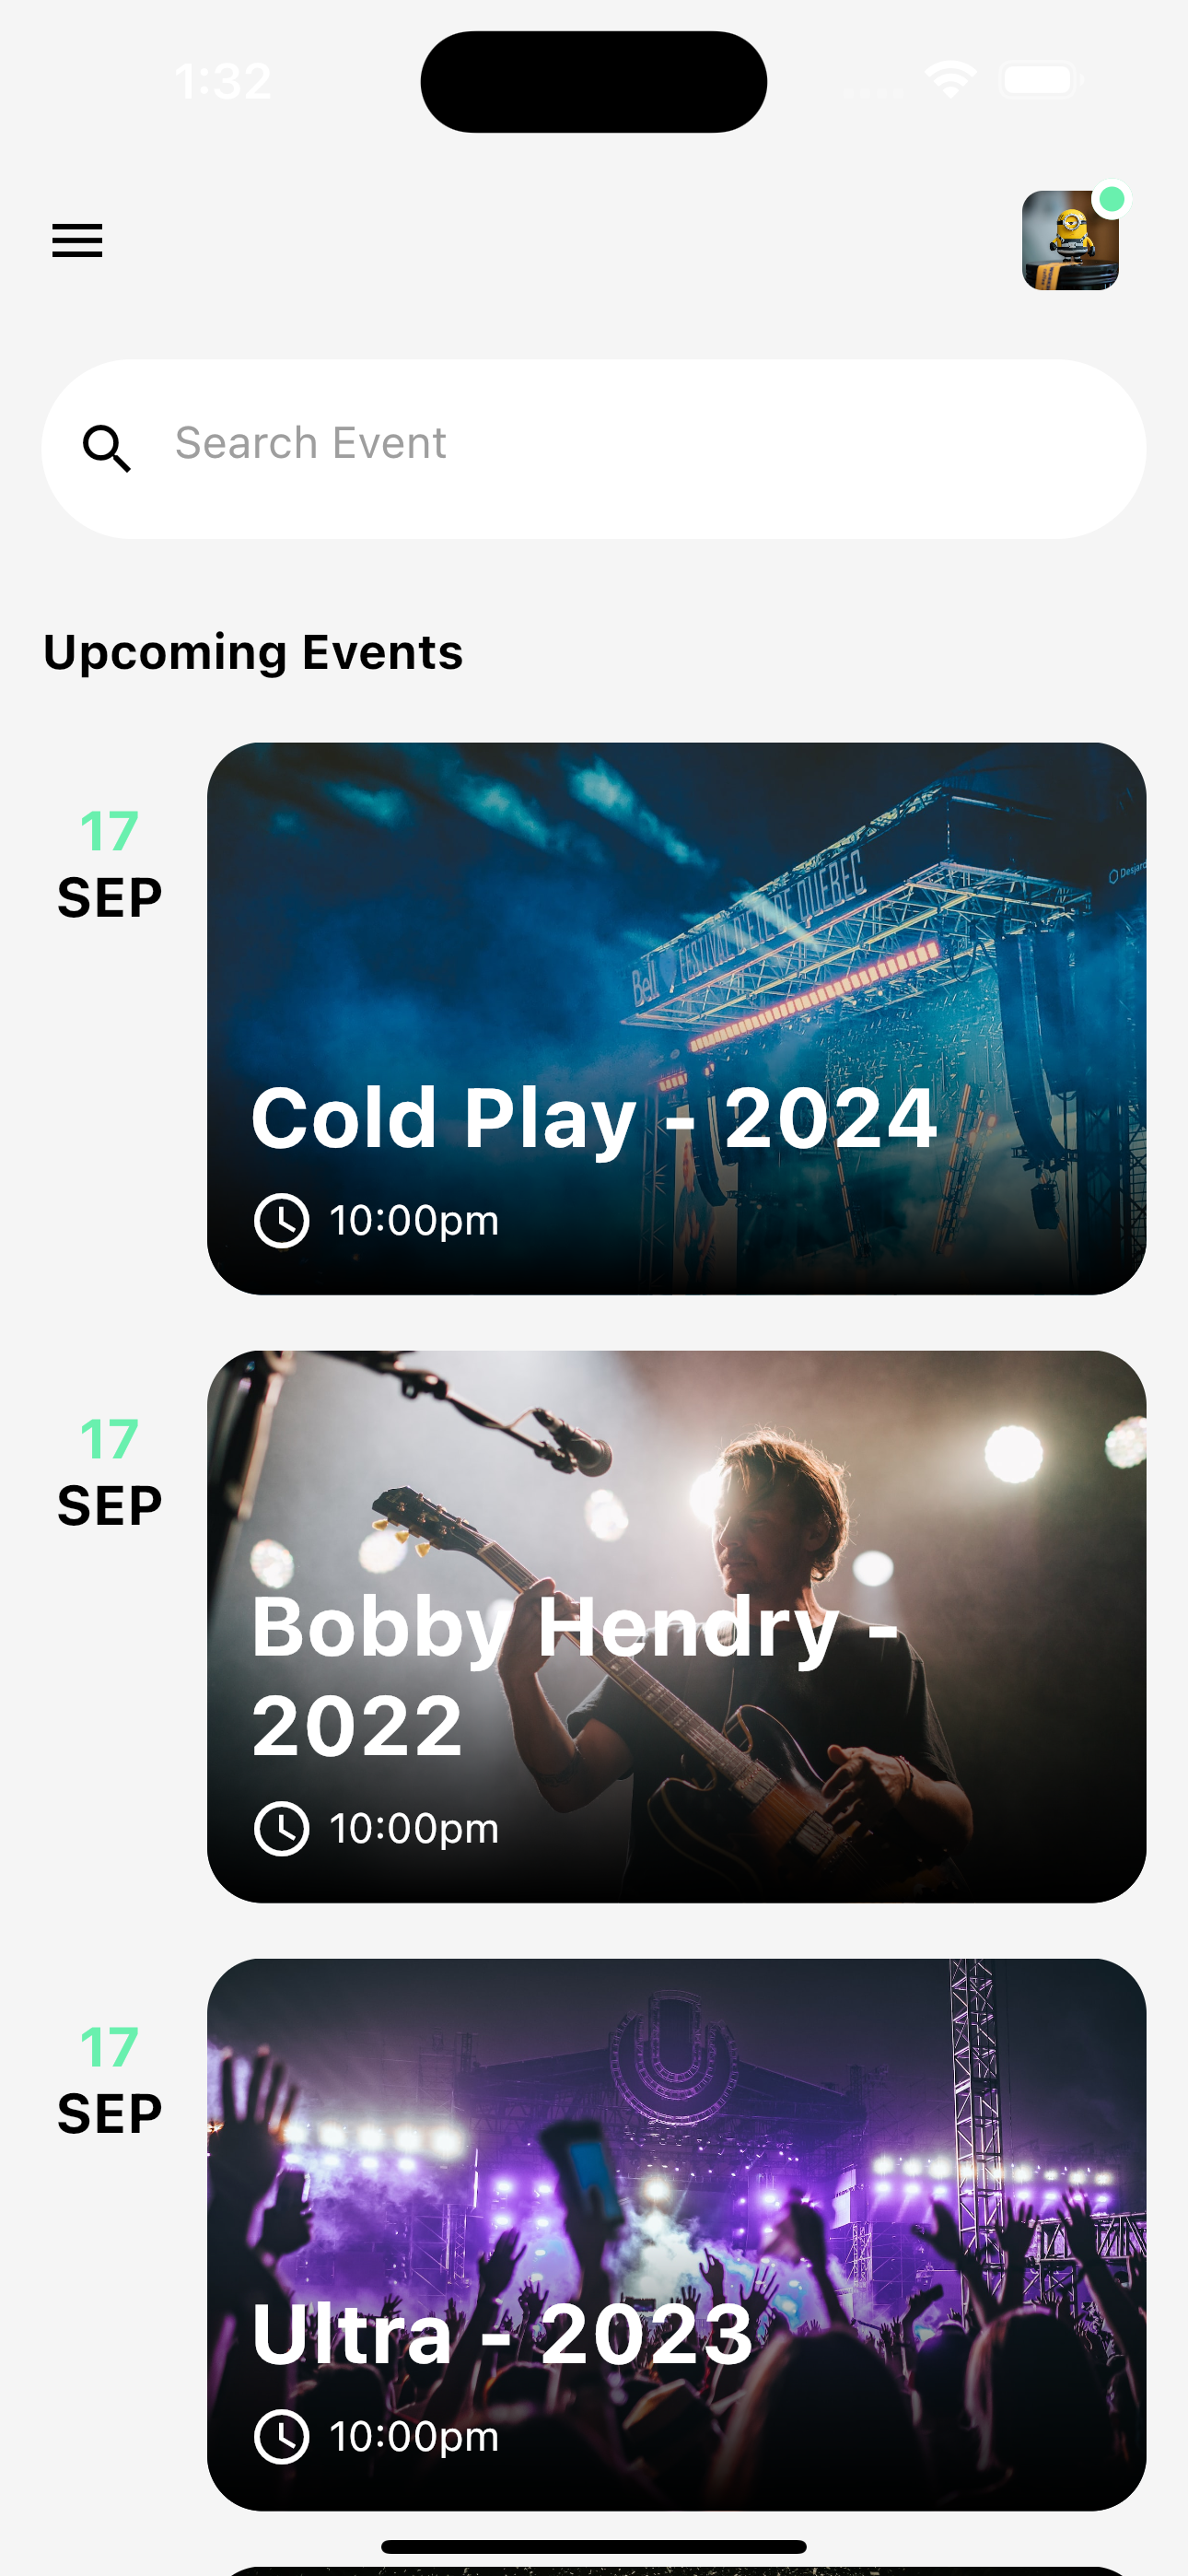 1:32
Search Event
Upcoming Events
17
SEP
Bell FESTIVAL D'ÉTÉ DE QUÉBEC
Desjard
Cold Play - 2024
10:00pm
17
SEP
Bobby Hendry -
2022
10:00pm
17
SEP
Ultra - 2023
10:00pm